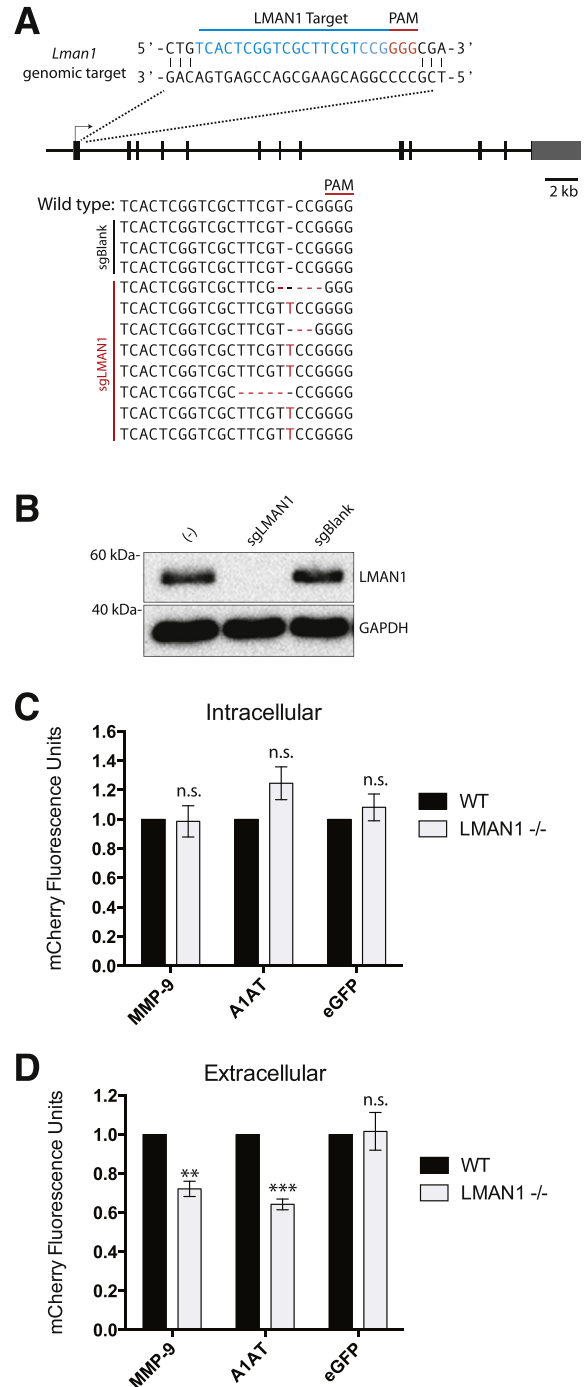 A
LMAN1 Target PAM
Lman1
genomic target
5'-CTGTCACTCGGTCGCTTCGTCCGGGGCGA-3'
3'-GACAGTGAGCCAGCGAAGCAGGCCCCGCT-5'
2 kb
PAM
Wild type: TCACTCGGTCGCTTCGT-CCGGGG
sgBlank
TCACTCGGTCGCTTCGT-CCGGGG
TCACTCGGTCGCTTCGT-CCGGGG
TCACTCGGTCGCTTCGT-CCGGGG
sgLMAN1
TCACTCGGTCGCTTCG-----GGG
TCACTCGGTCGCTTCGTTCCGGGG
TCACTCGGTCGCTTCGT---GGGG
TCACTCGGTCGCTTCGTTCCGGGG
TCACTCGGTCGCTTCGTTCCGGGG
TCACTCGGTCGC------CCGGGG
TCACTCGGTCGCTTCGTTCCGGGG
TCACTCGGTCGCTTCGTTCCGGGG
B
(-) sgLMAN1 sgBlank
60 kDa-
LMAN1
40 kDa-
GAPDH
C
Intracellular
mCherry Fluorescence Units
1.6
1.4
1.2
1.0
0.8
0.6
0.4
0.2
0.0
n.s. n.s. n.s.
WT
LMAN1 -/-
MMP-9 A1AT eGFP
D
Extracellular
mCherry Fluorescence Units
1.2
1.0
0.8
0.6
0.4
0.2
0.0
** *** n.s.
WT
LMAN1 -/-
MMP-9 A1AT eGFP